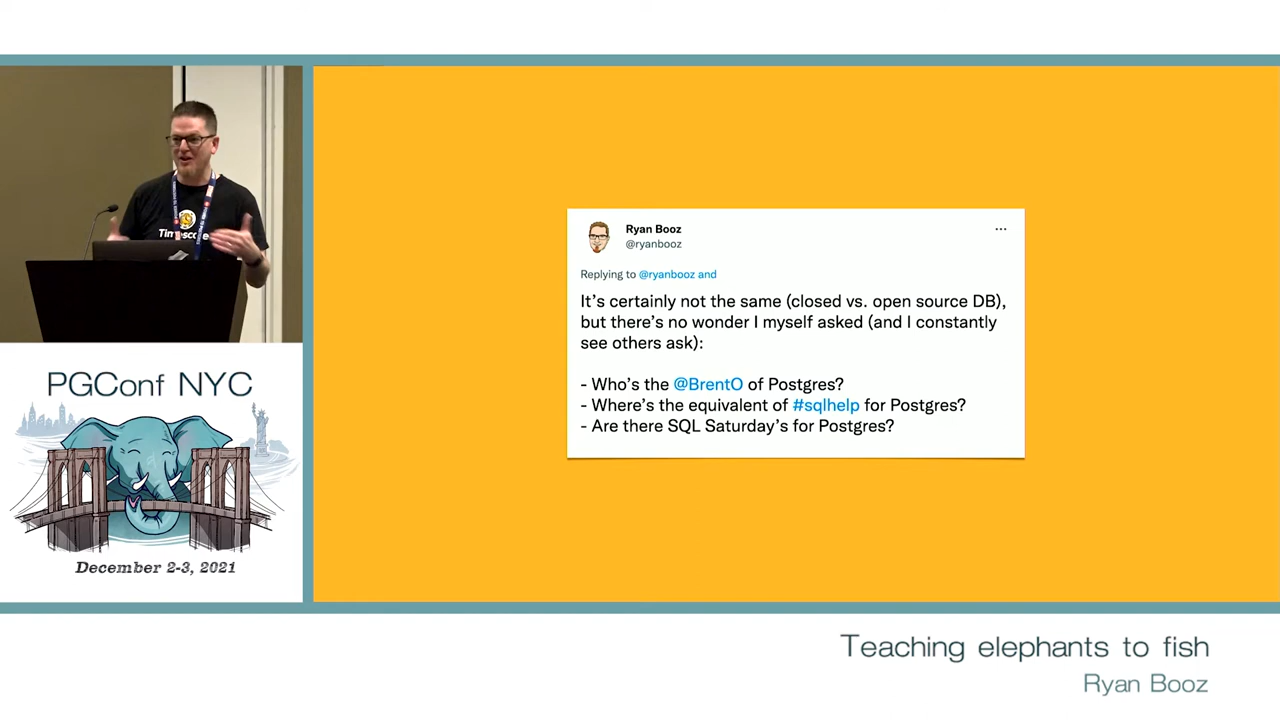 Timescale
PGConf NYC
December 2-3, 2021
Ryan Booz
@ryanbooz
Replying to @ryanbooz and
It's certainly not the same (closed vs. open source DB),
but there's no wonder I myself asked (and I constantly
see others ask):
- Who's the @BrentO of Postgres?
- Where's the equivalent of #sqlhelp for Postgres?
- Are there SQL Saturday's for Postgres?
Teaching elephants to fish
Ryan Booz